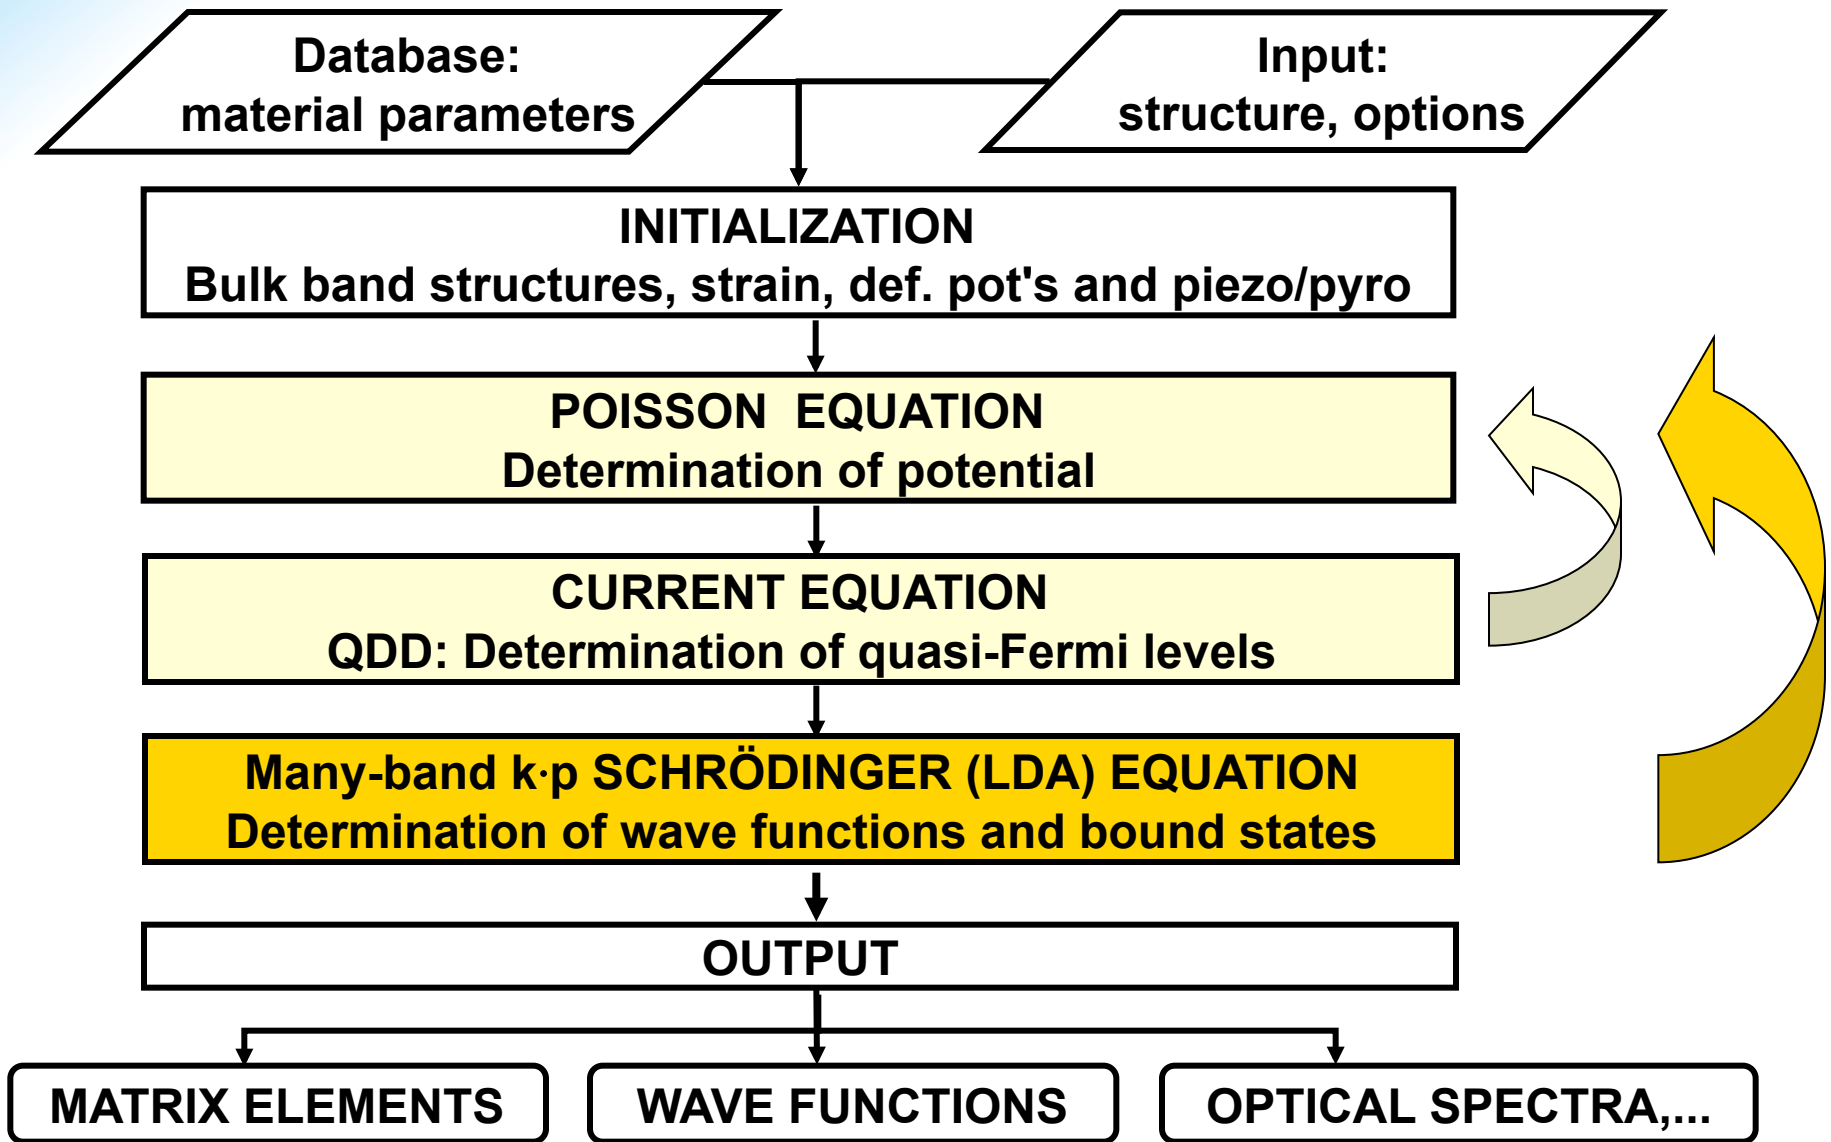 Database:
material parameters
Input:
structure, options
INITIALIZATION
Bulk band structures, strain, def. pot's and piezo/pyro
POISSON  EQUATION
Determination of potential
CURRENT EQUATION
QDD: Determination of quasi-Fermi levels
Many-band k·p SCHRÖDINGER (LDA) EQUATION
Determination of wave functions and bound states
OUTPUT
MATRIX ELEMENTS
WAVE FUNCTIONS
OPTICAL SPECTRA,...